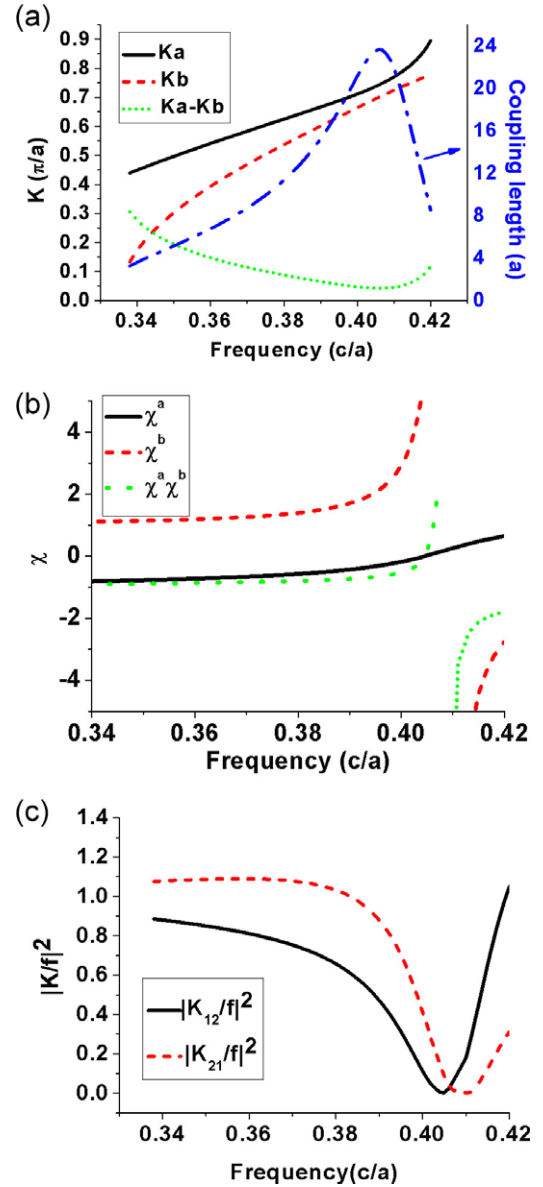 (a)
0.9
0.8
0.7
0.6
0.5
0.4
0.3
0.2
0.1
0.0
K (π/a)
Ka
Kb
Ka-Kb
24
20
16
12
8
4
0
Coupling length (a)
0.34 0.36 0.38 0.40 0.42
Frequency (c/a)
(b)
4
2
0
-2
-4
χ
χᵃ
χᵇ
χᵃχᵇ
0.34 0.36 0.38 0.40 0.42
Frequency (c/a)
(c)
1.4
1.2
1.0
0.8
0.6
0.4
0.2
0.0
|K/f|²
|K₁₂/f|²
|K₂₁/f|²
0.34 0.36 0.38 0.40 0.42
Frequency(c/a)